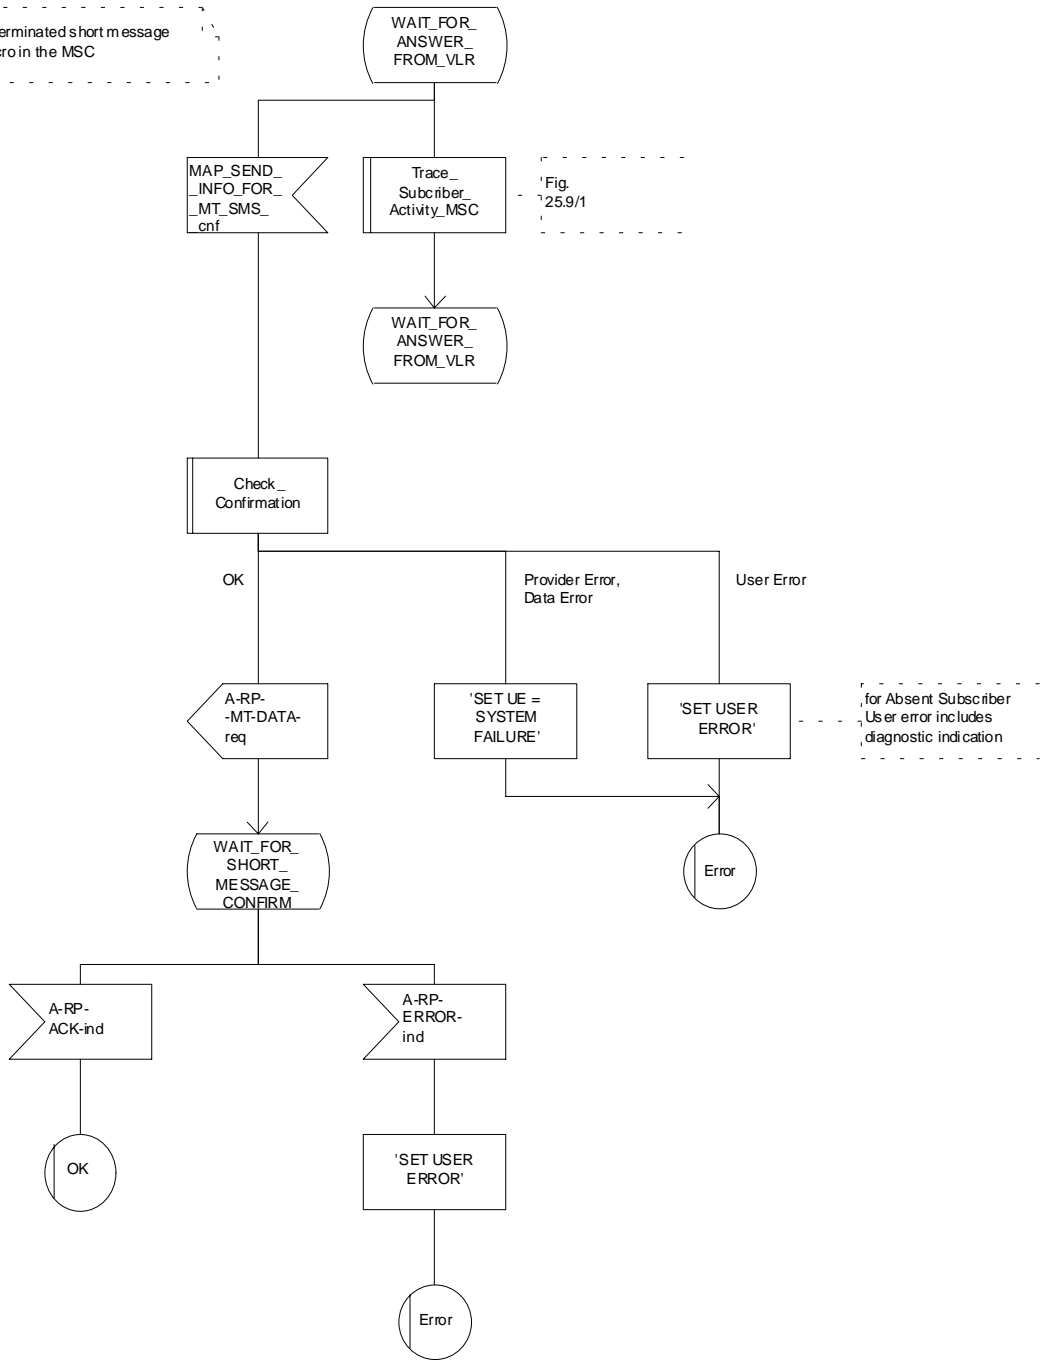 erminated short message
cro in the MSC
WAIT_FOR_
ANSWER_
FROM_VLR
MAP_SEND_
_INFO_FOR_
_MT_SMS_
cnf
Trace_
Subcriber_
Activity_MSC
Fig.
25.9/1
WAIT_FOR_
ANSWER_
FROM_VLR
Check_
Confirmation
OK
Provider Error,
Data Error
User Error
A-RP-
-MT-DATA-
req
'SET UE =
SYSTEM
FAILURE'
'SET USER
ERROR'
for Absent Subscriber
User error includes
diagnostic indication
WAIT_FOR_
SHORT_
MESSAGE_
CONFIRM
Error
A-RP-
ACK-ind
A-RP-
ERROR-
ind
OK
'SET USER
ERROR'
Error